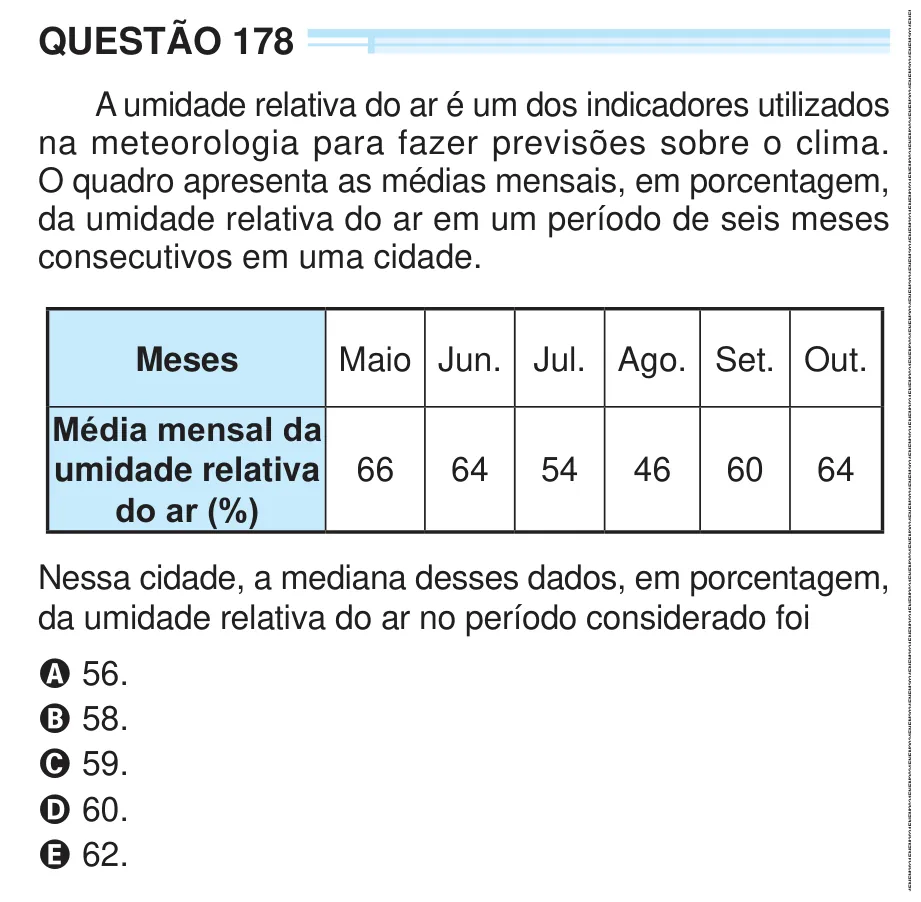 QUESTÃO 178
A umidade relativa do ar é um dos indicadores utilizados
na meteorologia para fazer previsões sobre o clima.
O quadro apresenta as médias mensais, em porcentagem,
da umidade relativa do ar em um período de seis meses
consecutivos em uma cidade.
Meses Maio Jun. Jul. Ago. Set. Out.
Média mensal da
umidade relativa 66 64 54 46 60 64
do ar (%)
Nessa cidade, a mediana desses dados, em porcentagem,
da umidade relativa do ar no período considerado foi
A 56.
B 58.
C 59.
D 60.
E 62.